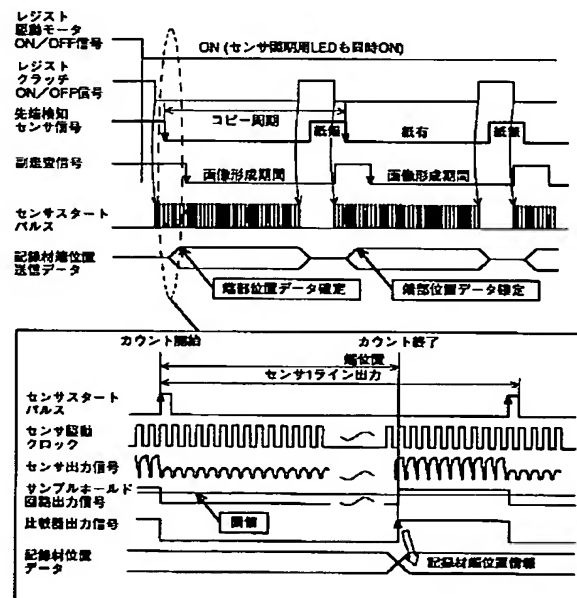 レジスト
駆動モータ
ON／OFF信号
ON (センサ照明用LEDも同時ON)
レジスト
クラッチ
ON／OFF信号
コピー周期
先端検知
センサ信号
紙無
紙有
紙無
副走査信号
画像形成期間
画像形成期間
センサスタート
パルス
記録材端位置
送信データ
端部位置データ確定
端部位置データ確定
カウント開始
カウント終了
端位置
センサ1ライン出力
センサスタート
パルス
センサ駆動
クロック
センサ出力信号
サンプルホールド
回路出力信号
閾値
比較器出力信号
記録材位置
データ
記録材端位置情報